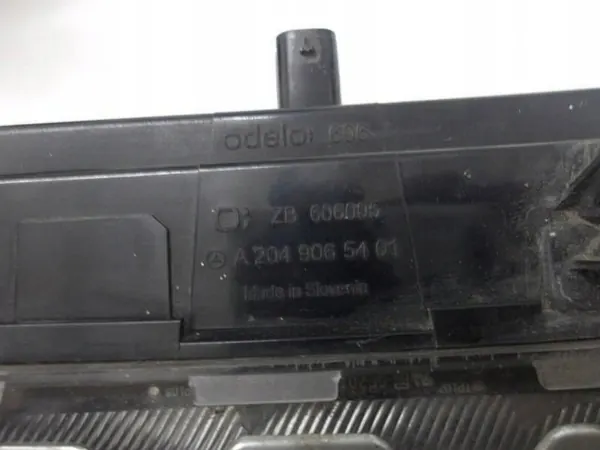 odelo
ZB 606005
A 204 906 54 01
Made in Slovenia